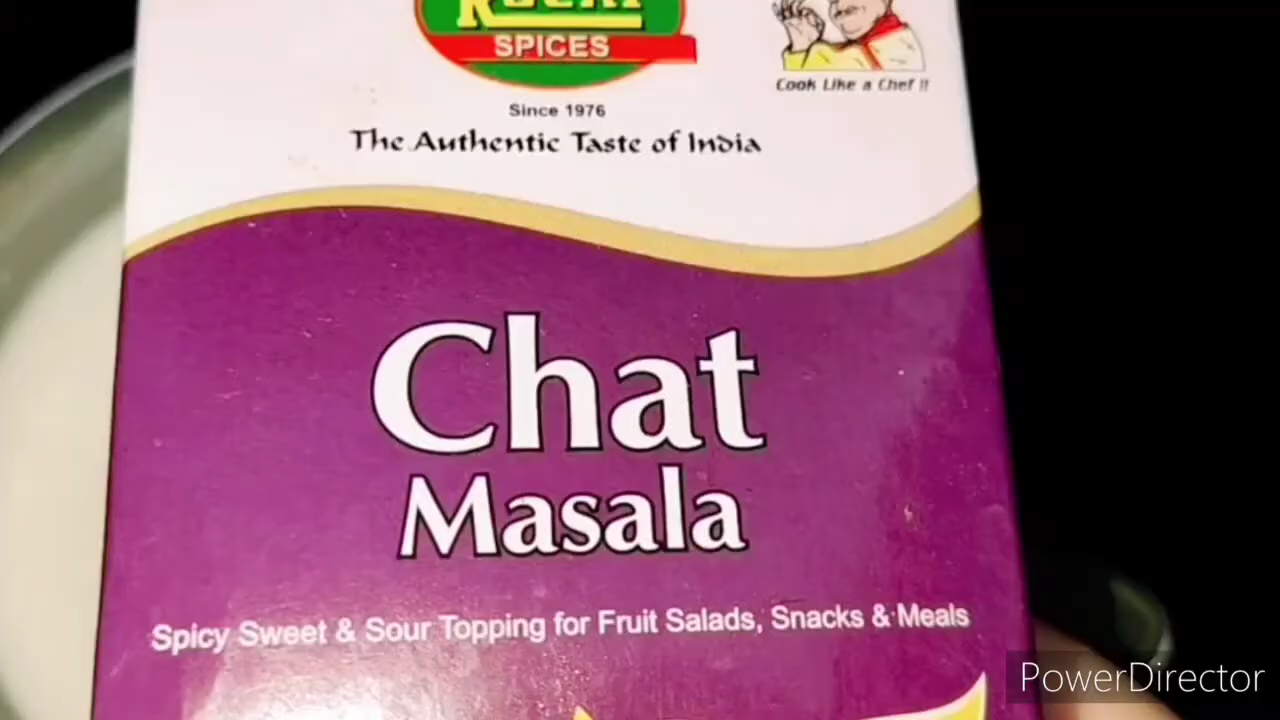 SPICES
Cook Like a Chef !!
Since 1976
The Authentic Taste of India
Chat
Masala
Spicy Sweet & Sour Topping for Fruit Salads, Snacks & Meals
PowerDirector